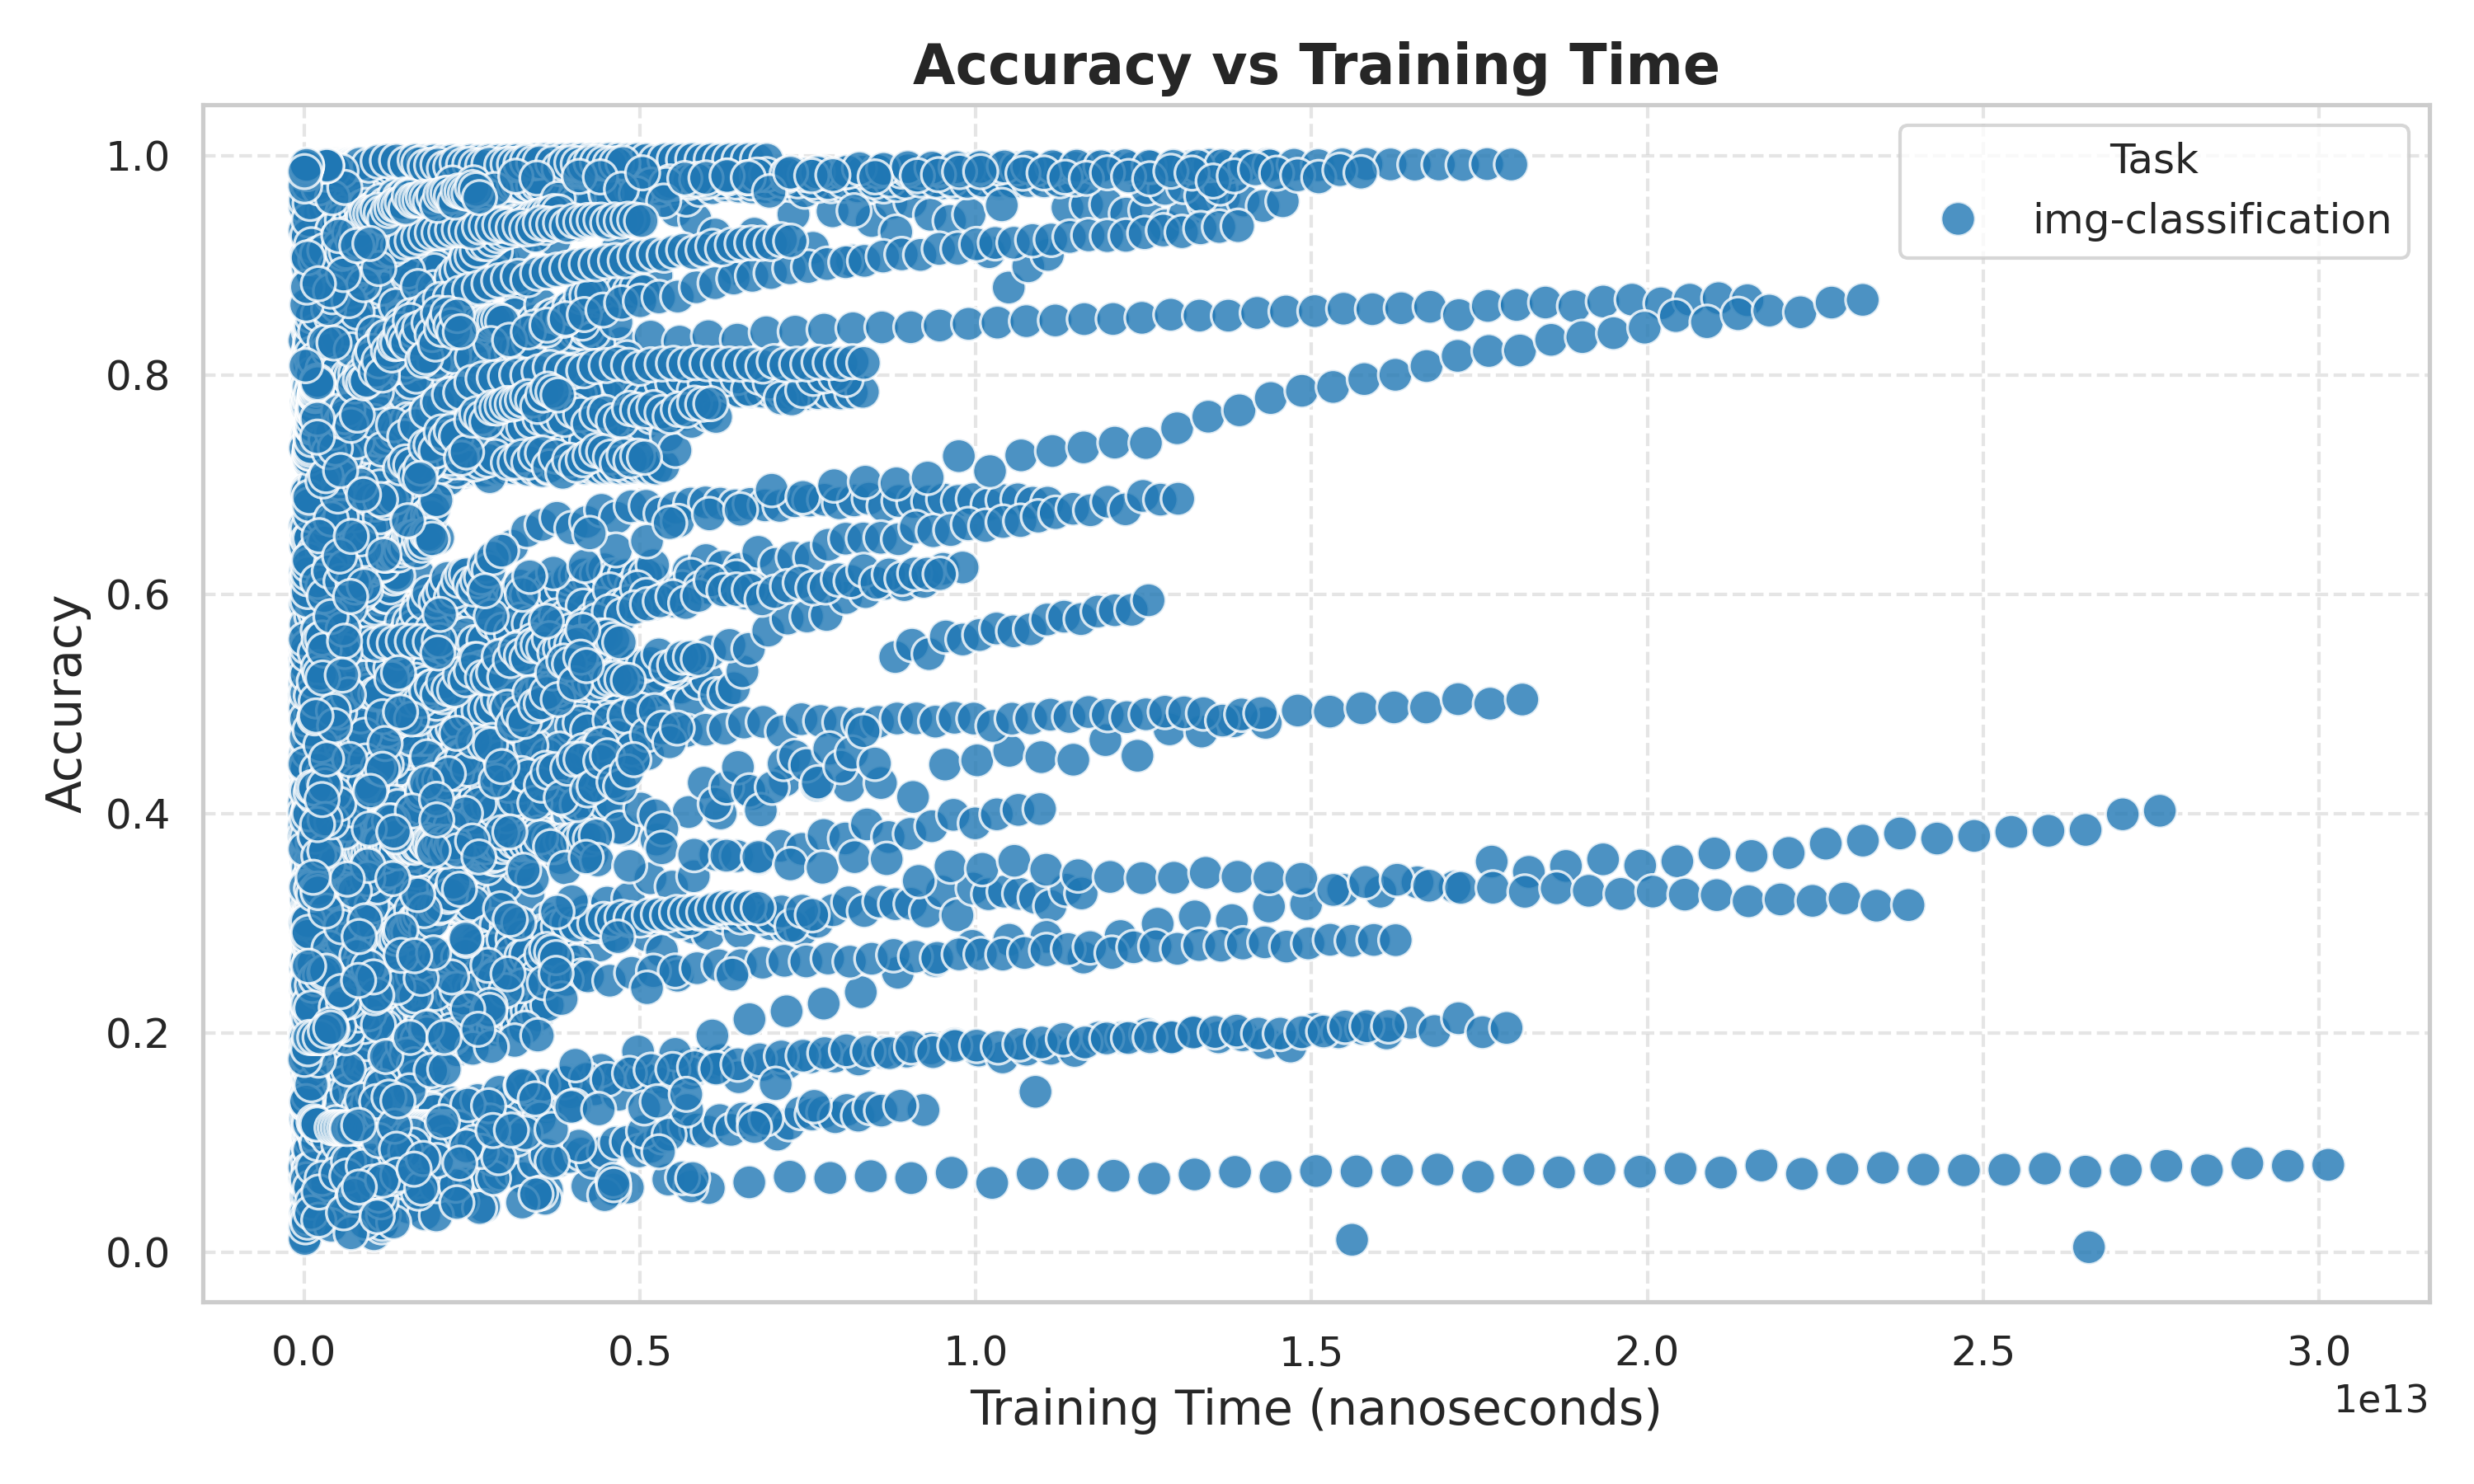 Accuracy vs Training Time
Task
img-classification
Accuracy
1.0
0.8
0.6
0.4
0.2
0.0
0.0 0.5 1.0 1.5 2.0 2.5 3.0
1e13
Training Time (nanoseconds)